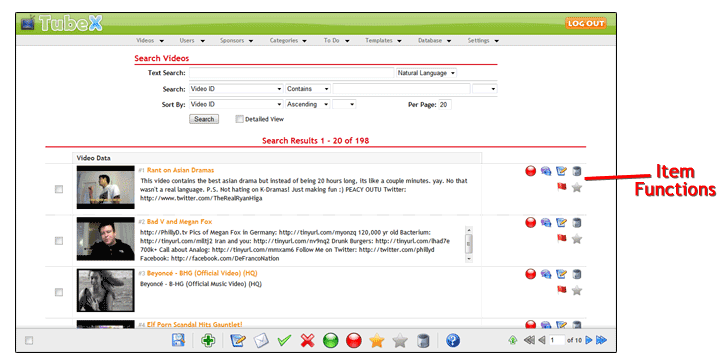 TubeX
LOG OUT
Videos Users Sponsors Categories To Do Templates Database Settings
Search Videos
Text Search: Natural Language
Search: Video ID Contains
Sort By: Video ID Ascending Per Page: 20
Search Detailed View
Search Results 1 - 20 of 198
Video Data
#1 Rant on Asian Dramas
This video contains the best asian drama but instead of being 20 hours long, its like a couple minutes. yay. No that
wasn't a real language. P.S. Not hating on K-Dramas! Just making fun :) PEACY OUTU Twitter:
http://www.twitter.com/TheRealRyanHiga
Item
Functions
#2 End V and Megan Fox
http://PhillyD.tv Pics of Megan Fox in Germany: http://tinyurl.com/myonzq 120,000 yr old Bacterium:
http://tinyurl.com/mlltj2 Iran and you: http://tinyurl.com/nv9nq2 Drunk Burgers: http://tinyurl.com/lhad7e
700k+ Call about Analog: http://tinyurl.com/mmxam6 Follow Me on Twitter: http://twitter.com/phillyd
Facebook: http://facebook.com/DeFrancoNation
#3 Beyoncé - BHG (Official Video) (HQ)
Beyoncé - B-HG (Official Music Video) (HQ)
#4 Elf Porn Scandal Hits Gauntlet!
1 of 10